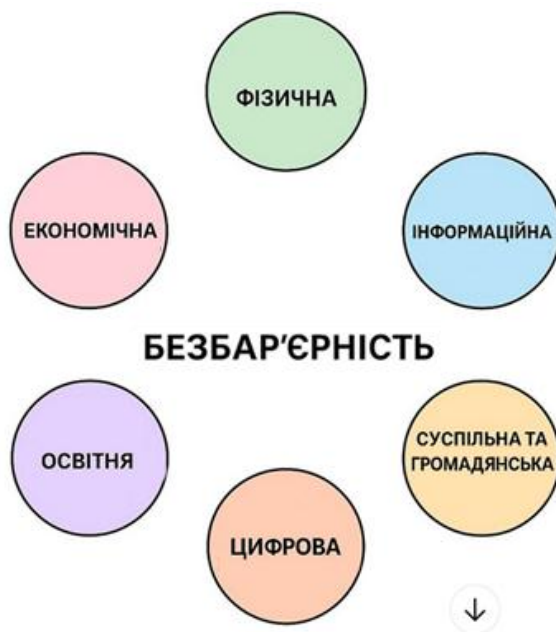 ФІЗИЧНА
ЕКОНОМІЧНА
ІНФОРМАЦІЙНА
БЕЗБАР'ЄРНІСТЬ
ОСВІТНЯ
СУСПІЛЬНА ТА
ГРОМАДЯНСЬКА
ЦИФРОВА